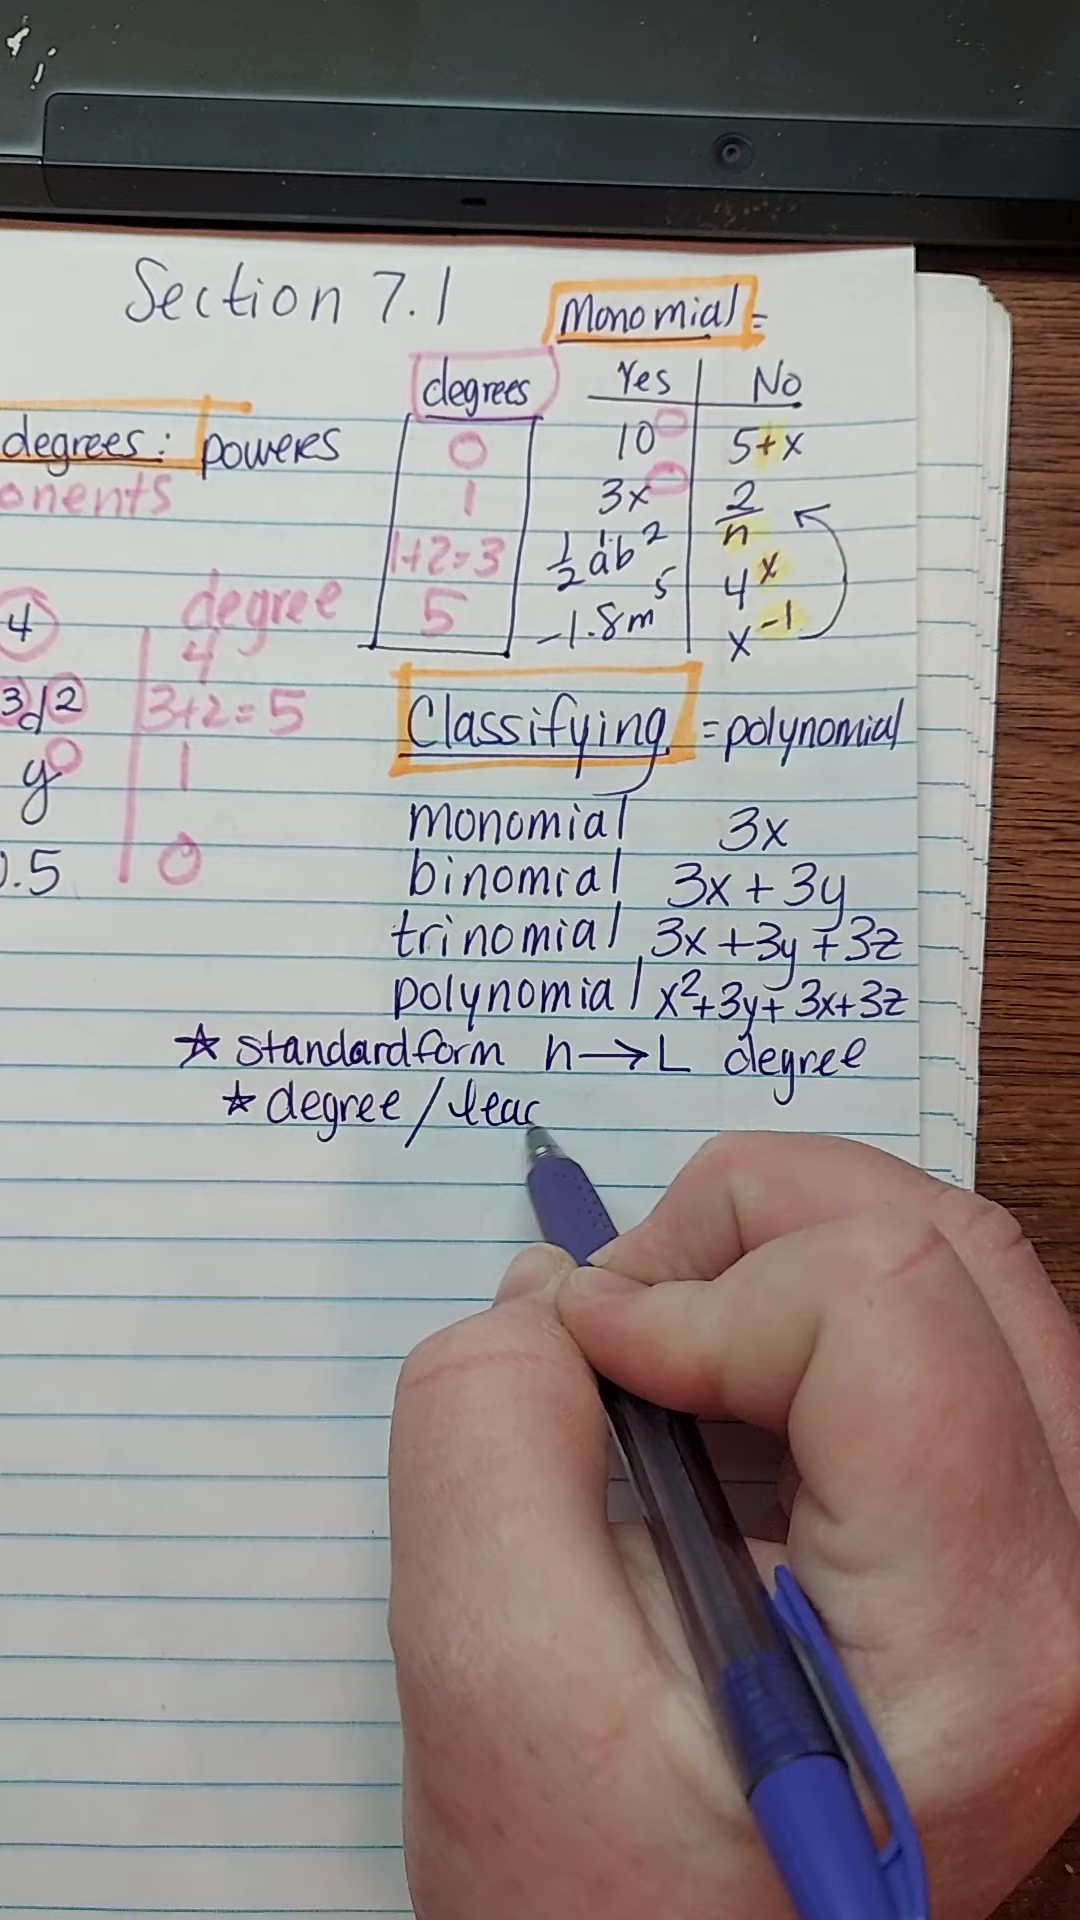 Section 7.1
Monomial =
degrees Yes No
0 10 5+x
1 3x 2/n
1+2=3 ½a¹b² 4ˣ
5 -1.8m⁵ x⁻¹
degrees: powers
onents
degree
4 4
3d2 3+2=5
y 1
0.5 0
Classifying = polynomial
monomial 3x
binomial 3x + 3y
trinomial 3x +3y +3z
polynomial x²+3y+3x+3z
☆ standard form h→L degree
☆ degree / leac